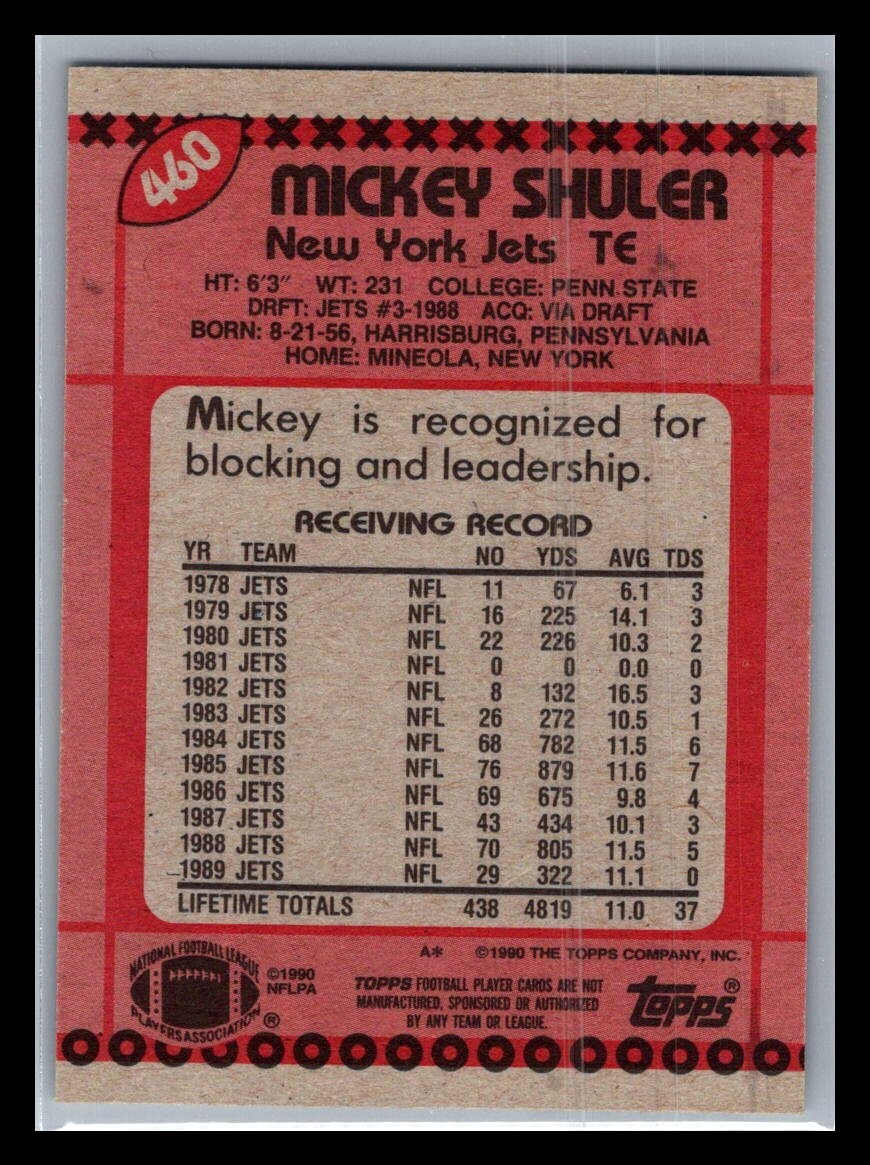 460
MICKEY SHULER
New York Jets TE
HT: 6'3" WT: 231 COLLEGE: PENN STATE
DRFT: JETS #3-1988 ACQ: VIA DRAFT
BORN: 8-21-56, HARRISBURG, PENNSYLVANIA
HOME: MINEOLA, NEW YORK
Mickey is recognized for
blocking and leadership.
RECEIVING RECORD
YR TEAM NO YDS AVG TDS
1978 JETS NFL 11 67 6.1 3
1979 JETS NFL 16 225 14.1 3
1980 JETS NFL 22 226 10.3 2
1981 JETS NFL 0 0 0.0 0
1982 JETS NFL 8 132 16.5 3
1983 JETS NFL 26 272 10.5 1
1984 JETS NFL 68 782 11.5 6
1985 JETS NFL 76 879 11.6 7
1986 JETS NFL 69 675 9.8 4
1987 JETS NFL 43 434 10.1 3
1988 JETS NFL 70 805 11.5 5
1989 JETS NFL 29 322 11.1 0
LIFETIME TOTALS 438 4819 11.0 37
A* ©1990 THE TOPPS COMPANY, INC.
NATIONAL FOOTBALL LEAGUE
PLAYERS ASSOCIATION ®
©1990
NFLPA
TOPPS FOOTBALL PLAYER CARDS ARE NOT
MANUFACTURED, SPONSORED OR AUTHORIZED
BY ANY TEAM OR LEAGUE.
topps ®